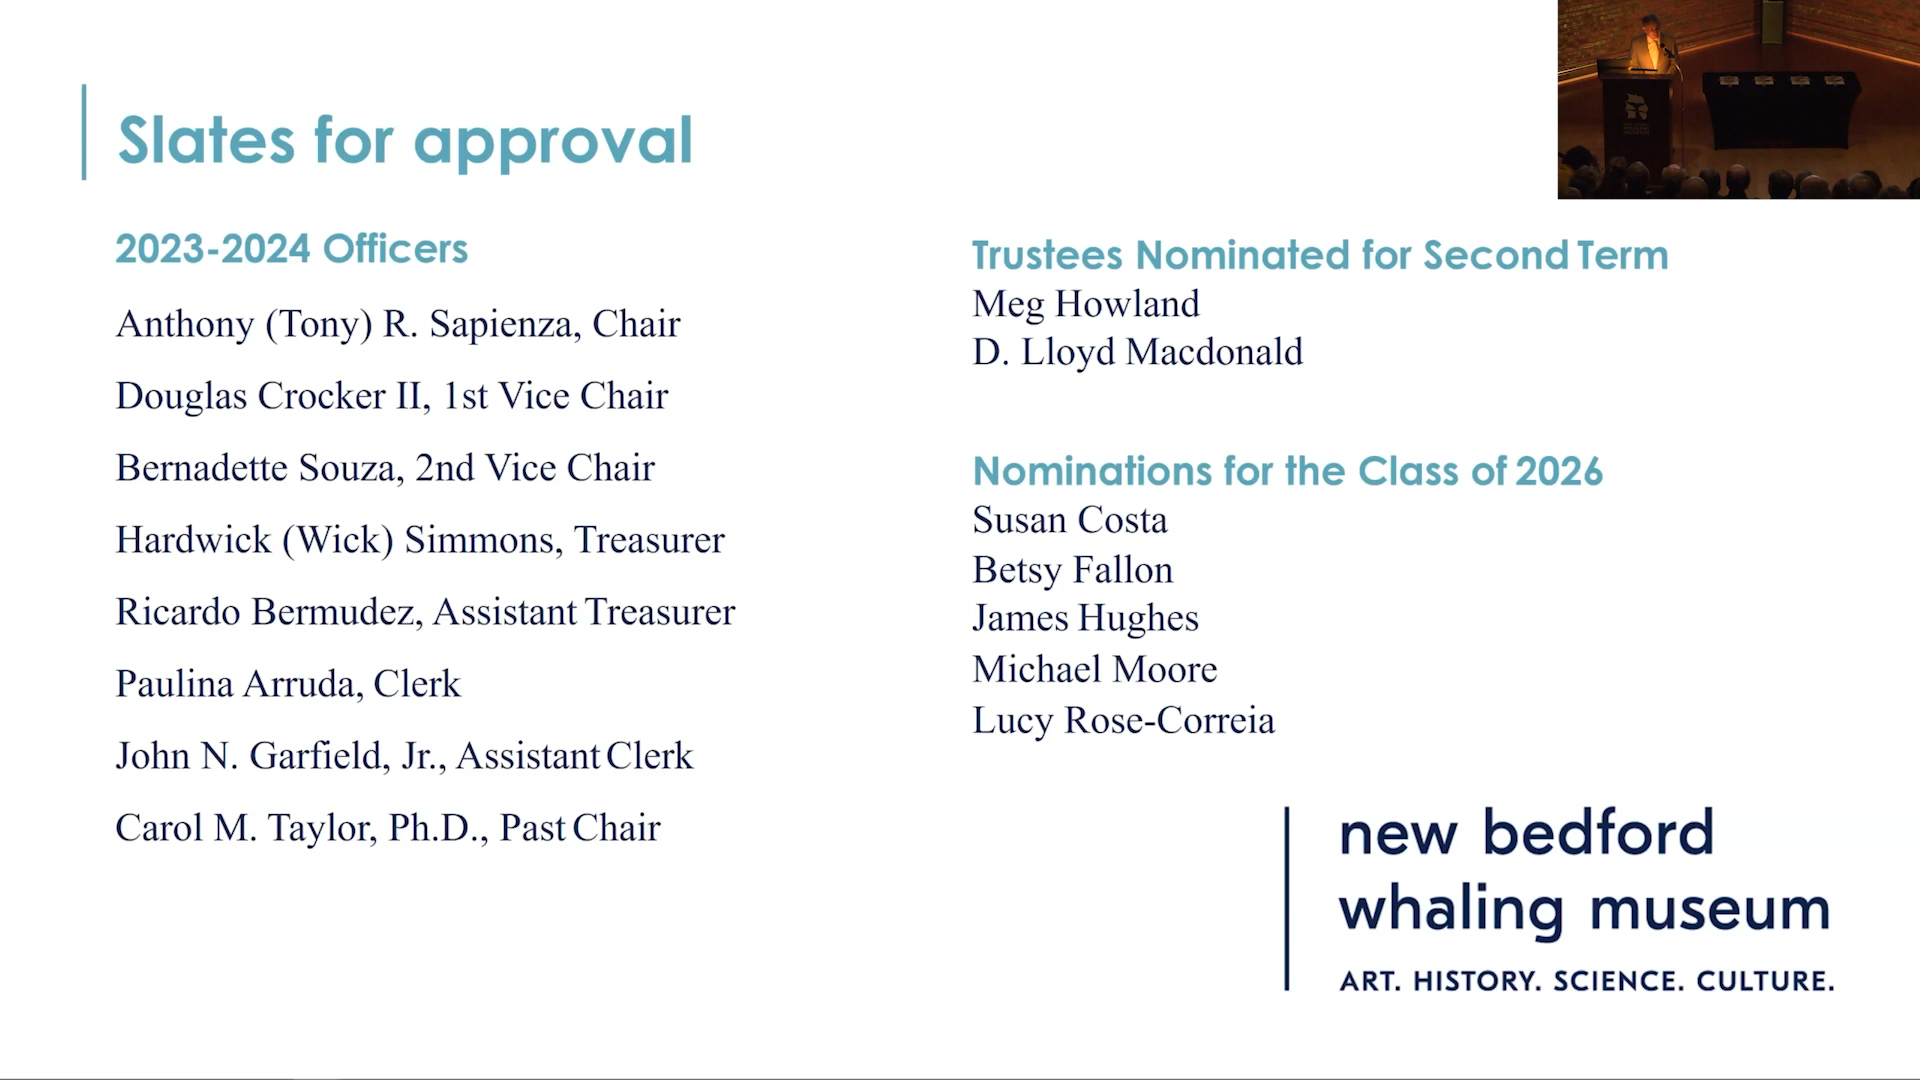 Slates for approval
2023-2024 Officers
Anthony (Tony) R. Sapienza, Chair
Douglas Crocker II, 1st Vice Chair
Bernadette Souza, 2nd Vice Chair
Hardwick (Wick) Simmons, Treasurer
Ricardo Bermudez, Assistant Treasurer
Paulina Arruda, Clerk
John N. Garfield, Jr., Assistant Clerk
Carol M. Taylor, Ph.D., Past Chair
Trustees Nominated for Second Term
Meg Howland
D. Lloyd Macdonald
Nominations for the Class of 2026
Susan Costa
Betsy Fallon
James Hughes
Michael Moore
Lucy Rose-Correia
new bedford
whaling museum
ART. HISTORY. SCIENCE. CULTURE.